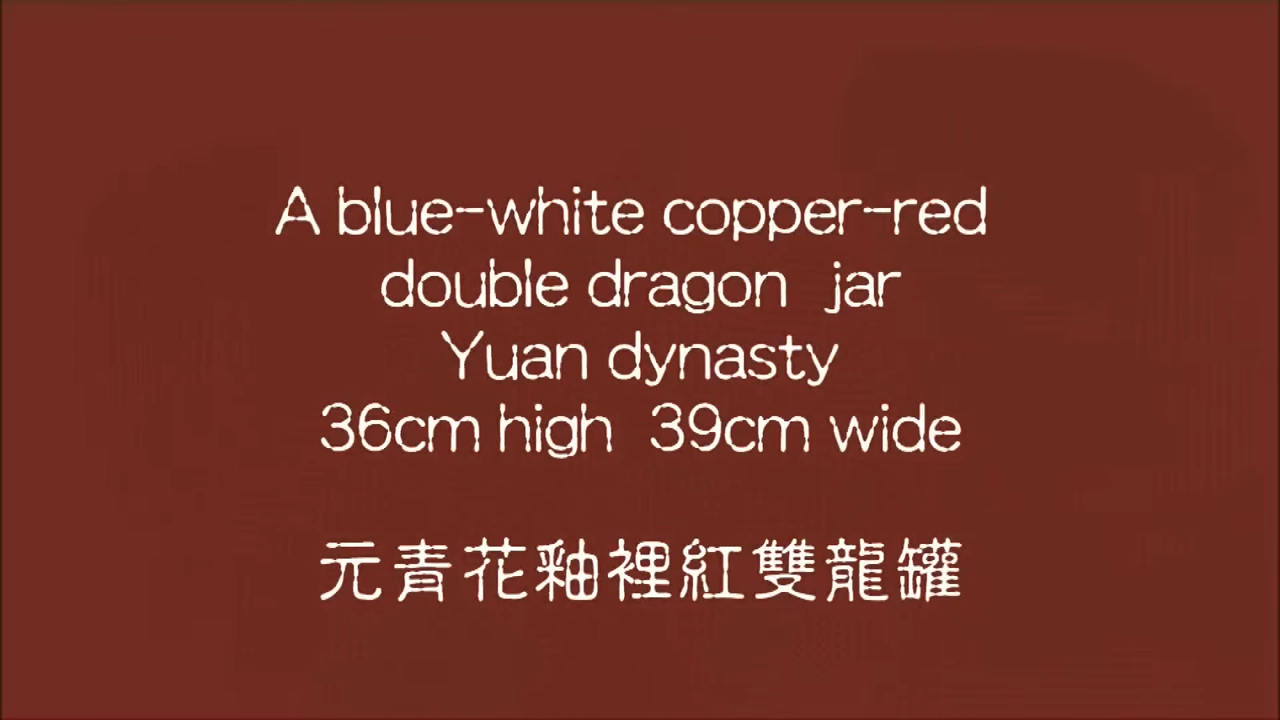 A blue-white copper-red
double dragon jar
Yuan dynasty
36cm high 39cm wide
元青花釉裡紅雙龍罐